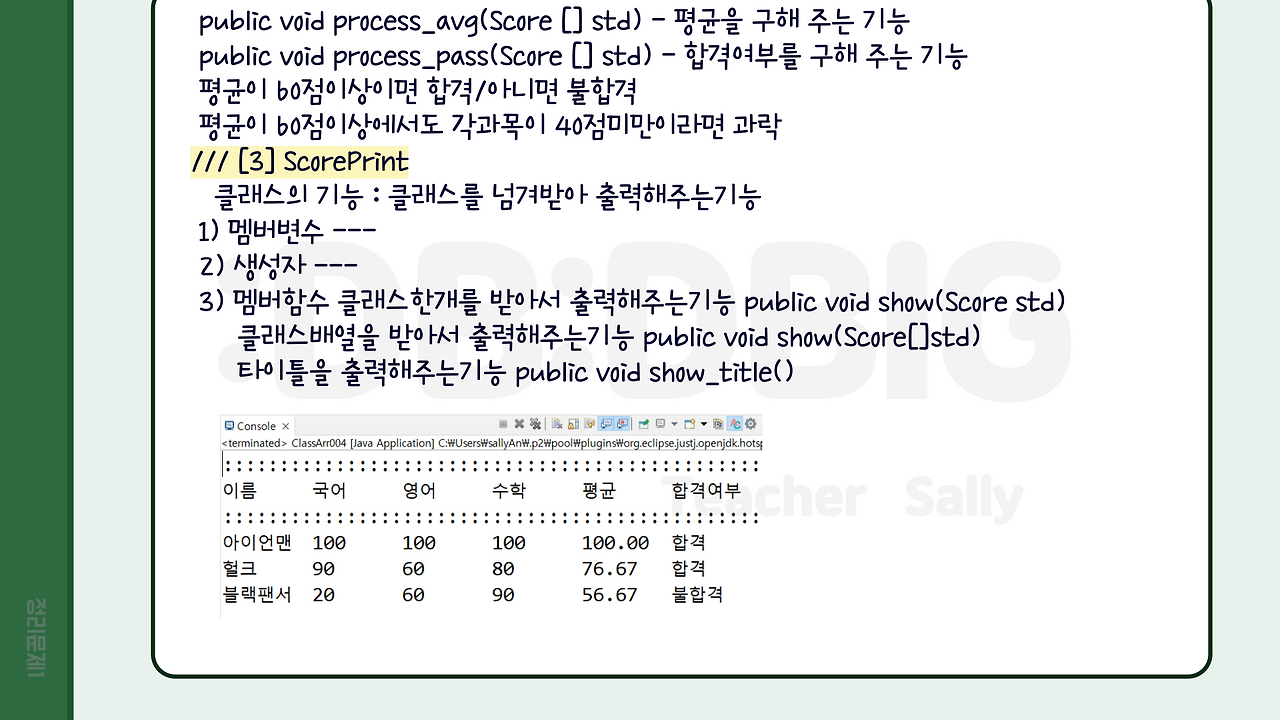 public void process_avg(Score [] std) - 평균을 구해 주는 기능
public void process_pass(Score [] std) - 합격여부를 구해 주는 기능
평균이 60점이상이면 합격/아니면 불합격
평균이 60점이상에서도 각과목이 40점미만이라면 과락
/// [3] ScorePrint
클래스의 기능 : 클래스를 넘겨받아 출력해주는기능
1) 멤버변수 ---
2) 생성자 ---
3) 멤버함수 클래스한개를 받아서 출력해주는기능 public void show(Score std)
클래스배열을 받아서 출력해주는기능 public void show(Score[]std)
타이틀을 출력해주는기능 public void show_title()
Console
<terminated> ClassArr004 [Java Application] C:₩Users₩sallyAn₩.p2₩pool₩plugins₩org.eclipse.justj.openjdk.hotsp
::::::::::::::::::::::::::::::::::::::::::::::::
이름 국어 영어 수학 평균 합격여부
::::::::::::::::::::::::::::::::::::::::::::::::
아이언맨 100 100 100 100.00 합격
헐크 90 60 80 76.67 합격
블랙팬서 20 60 90 56.67 불합격
Teacher Sally
정리문제1